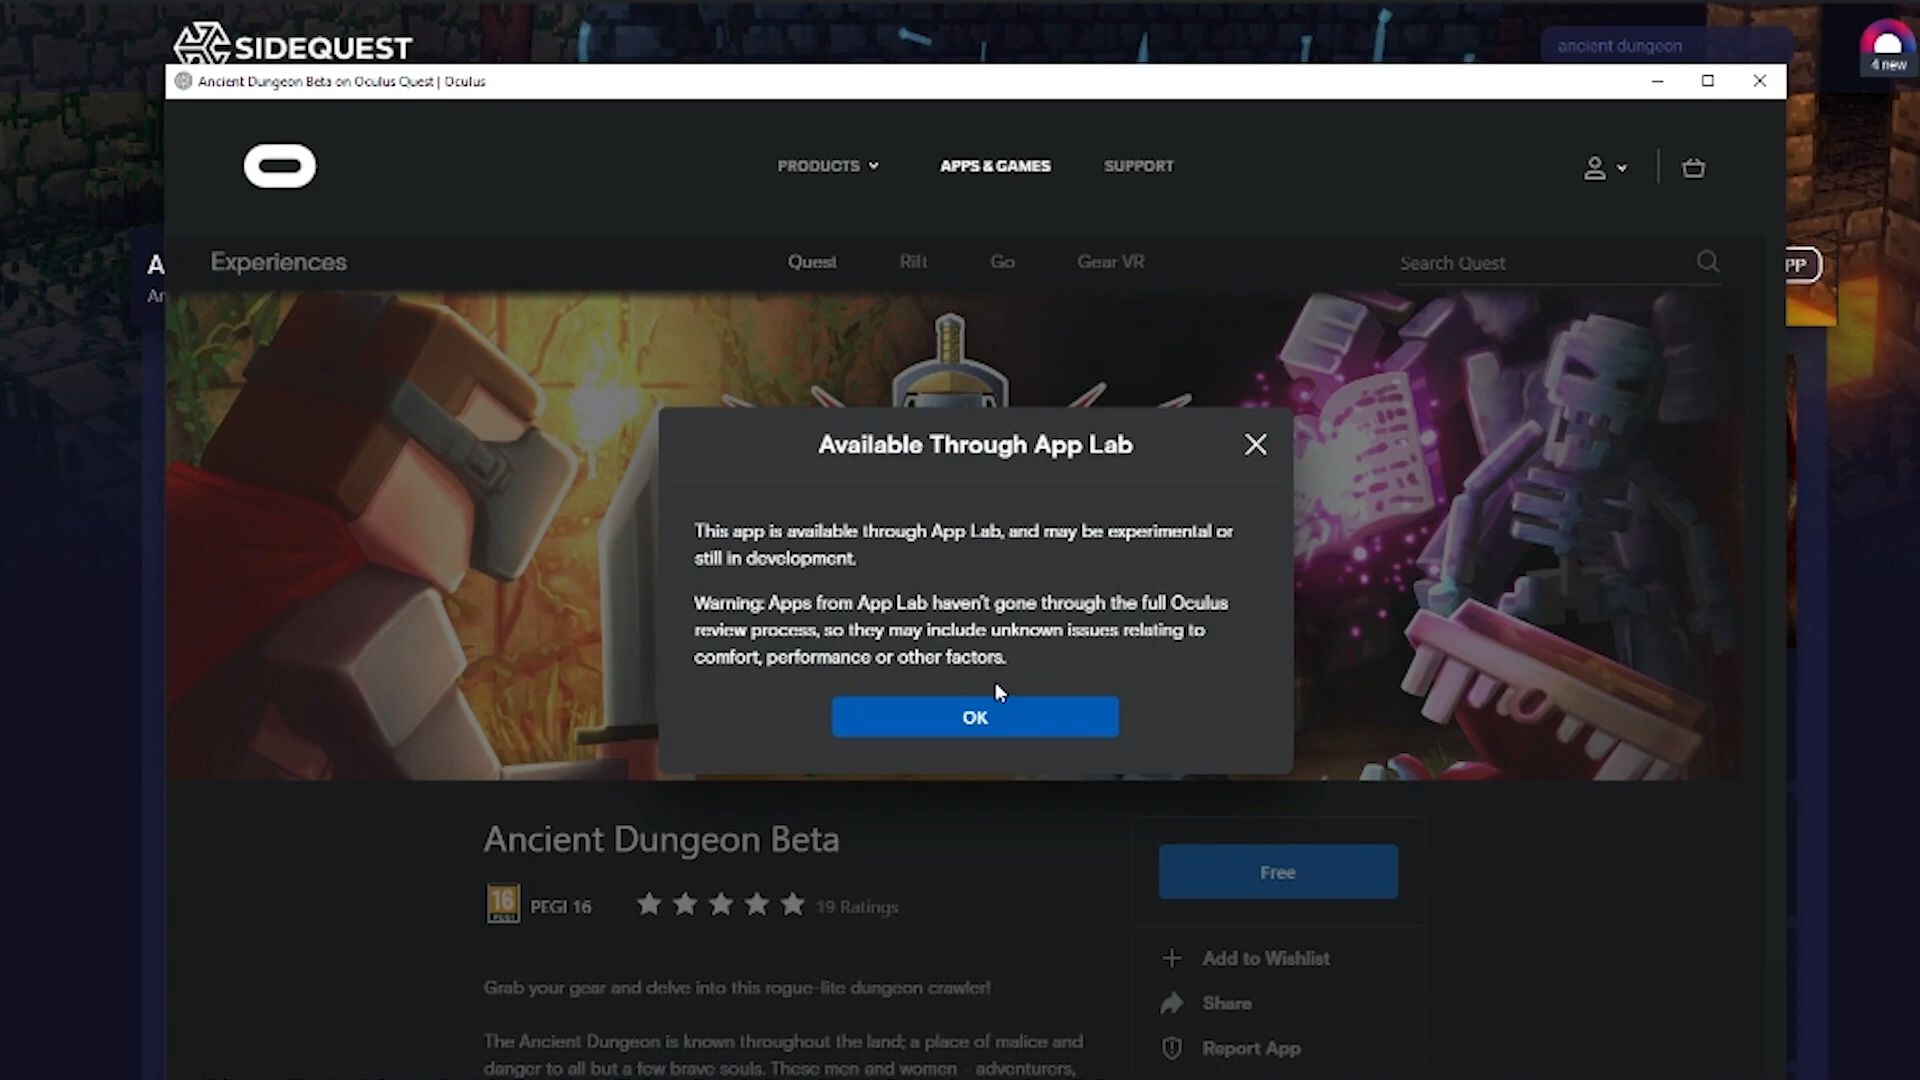 SIDEQUEST
ancient dungeon
4 new
Ancient Dungeon Beta on Oculus Quest | Oculus
PRODUCTS
APPS & GAMES
SUPPORT
A
Ar
PP
Experiences
Quest
Rift
Go
Gear VR
Search Quest
Available Through App Lab
This app is available through App Lab, and may be experimental or
still in development.
Warning: Apps from App Lab haven't gone through the full Oculus
review process, so they may include unknown issues relating to
comfort, performance or other factors.
OK
Ancient Dungeon Beta
16
PEGI 16
19 Ratings
Free
Add to Wishlist
Share
Report App
Grab your gear and delve into this rogue-lite dungeon crawler!
The Ancient Dungeon is known throughout the land; a place of malice and
danger to all but a few brave souls. These men and women - adventurers,